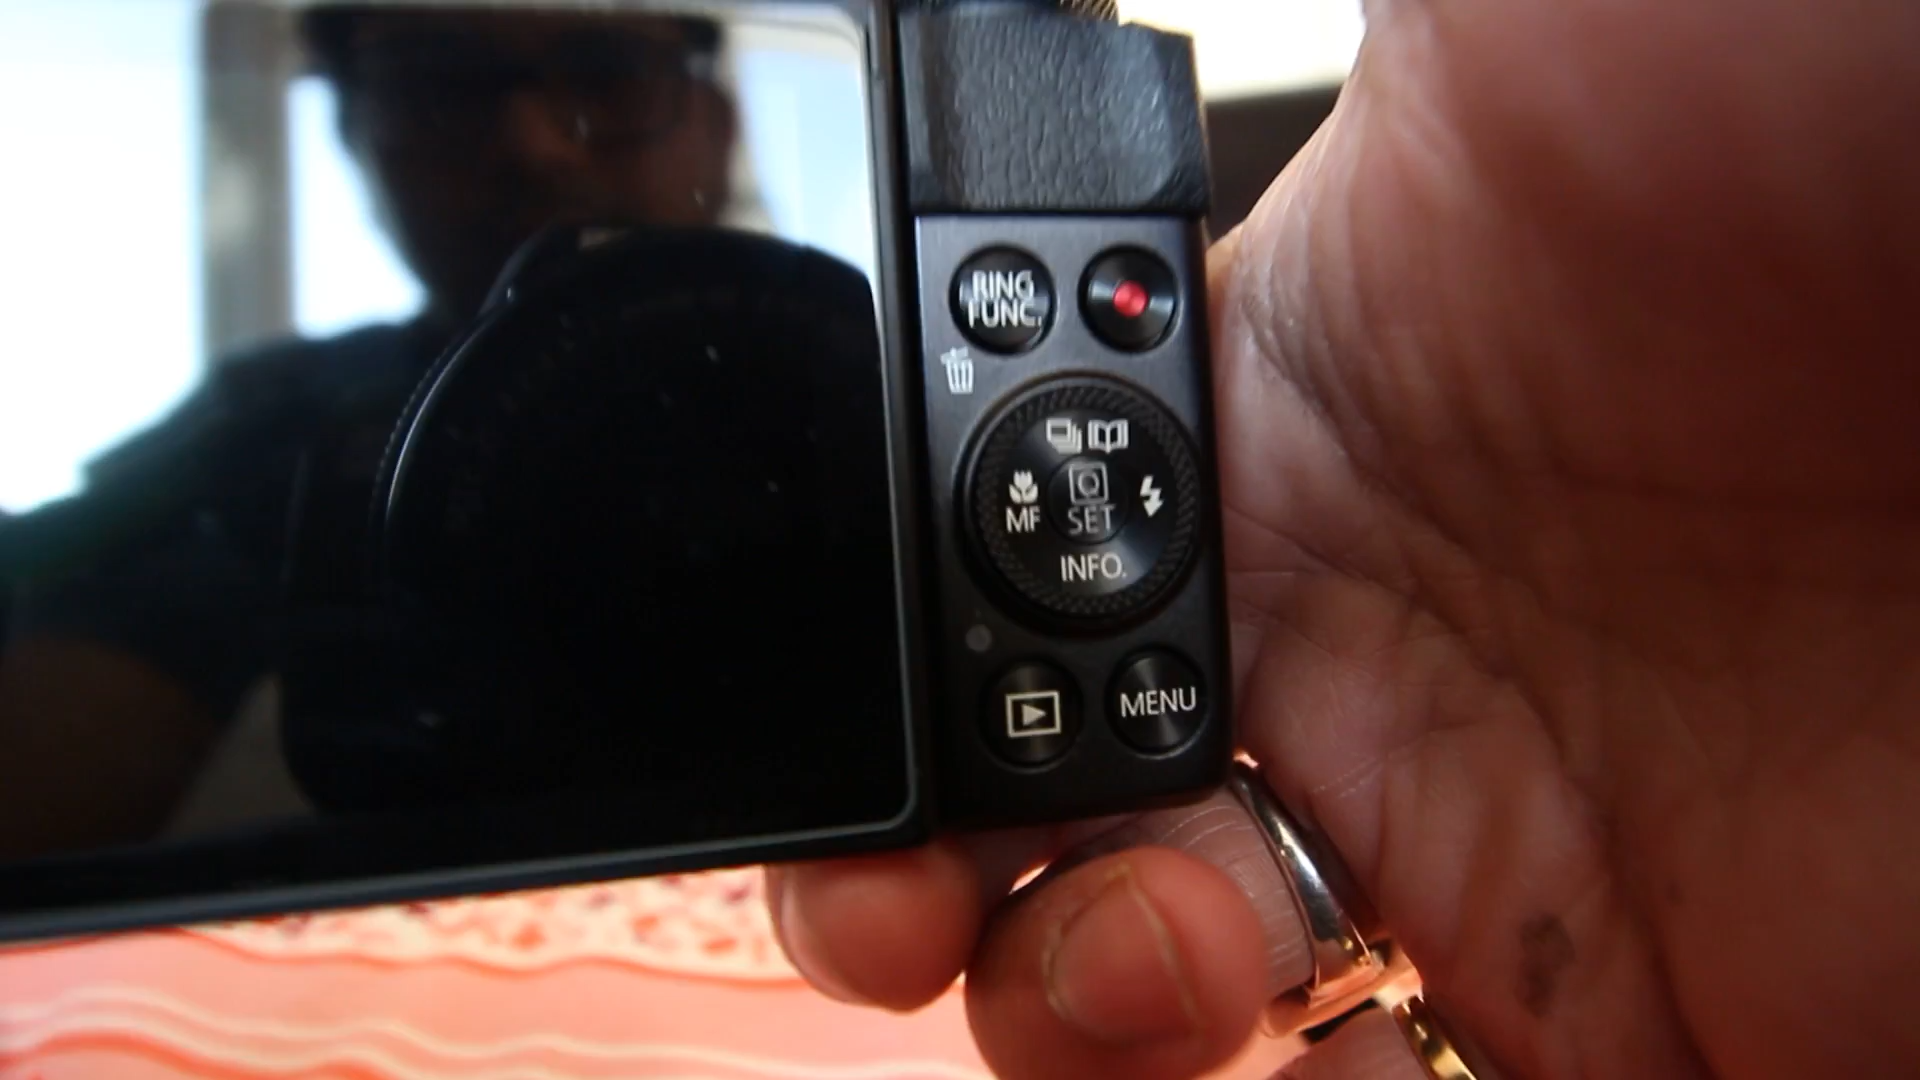 RING
FUNC.
Q
MF
SET
INFO.
MENU